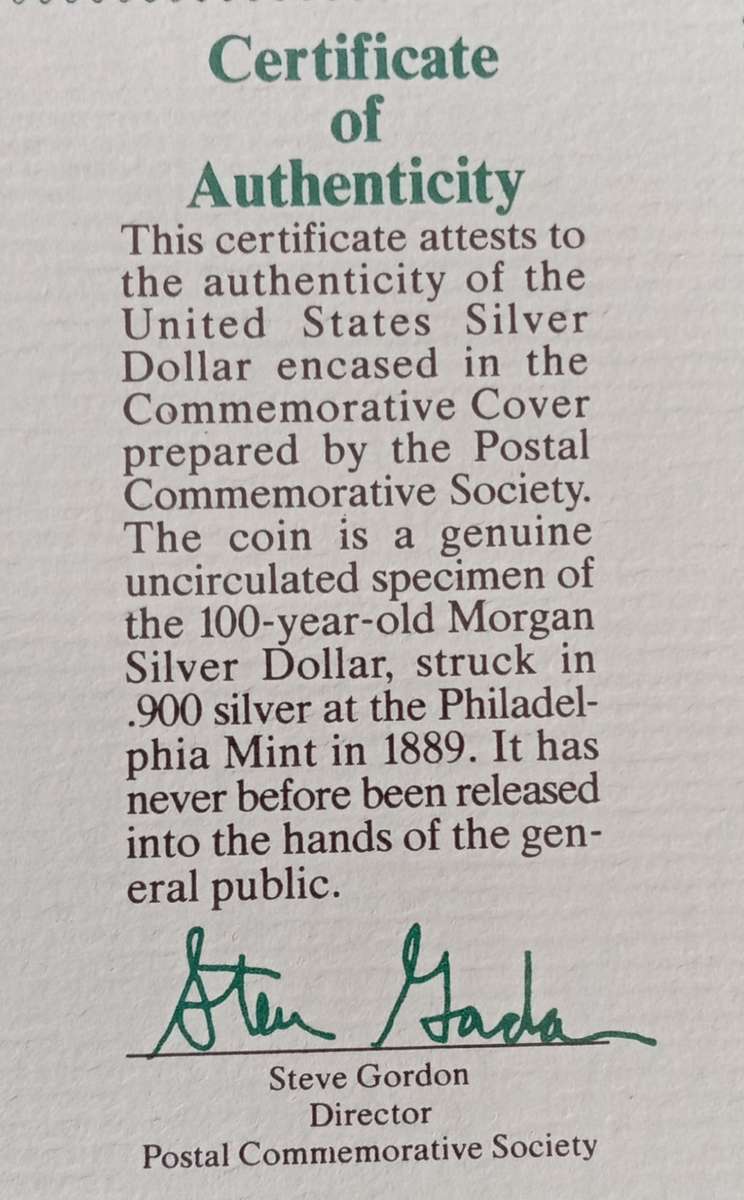 Certificate
of
Authenticity
This certificate attests to
the authenticity of the
United States Silver
Dollar encased in the
Commemorative Cover
prepared by the Postal
Commemorative Society.
The coin is a genuine
uncirculated specimen of
the 100-year-old Morgan
Silver Dollar, struck in
.900 silver at the Philadel-
phia Mint in 1889. It has
never before been released
into the hands of the gen-
eral public.
Steve Gordon
Steve Gordon
Director
Postal Commemorative Society